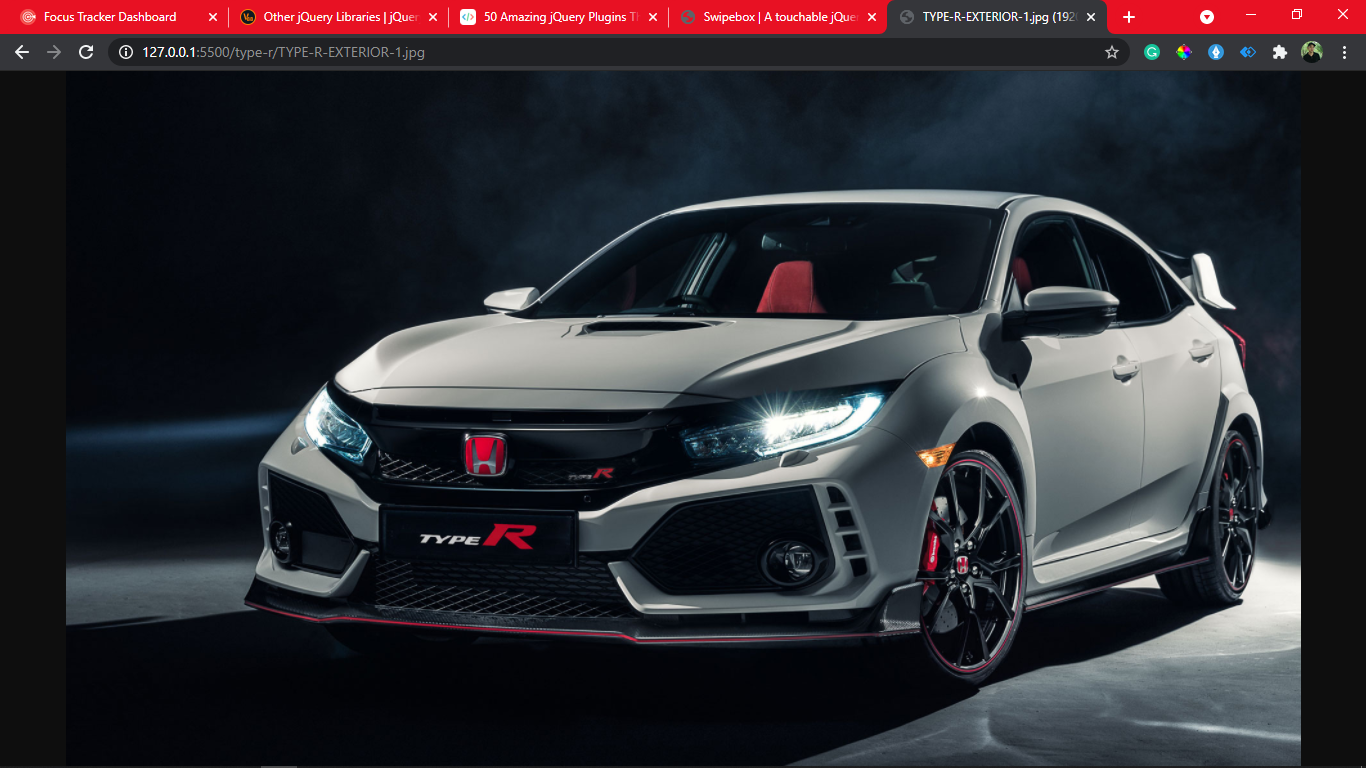 Focus Tracker Dashboard
Other jQuery Libraries | jQuer
50 Amazing jQuery Plugins Th
Swipebox | A touchable jQuer
TYPE-R-EXTERIOR-1.jpg (1920
127.0.0.1:5500/type-r/TYPE-R-EXTERIOR-1.jpg
TYPE R
TYPE R